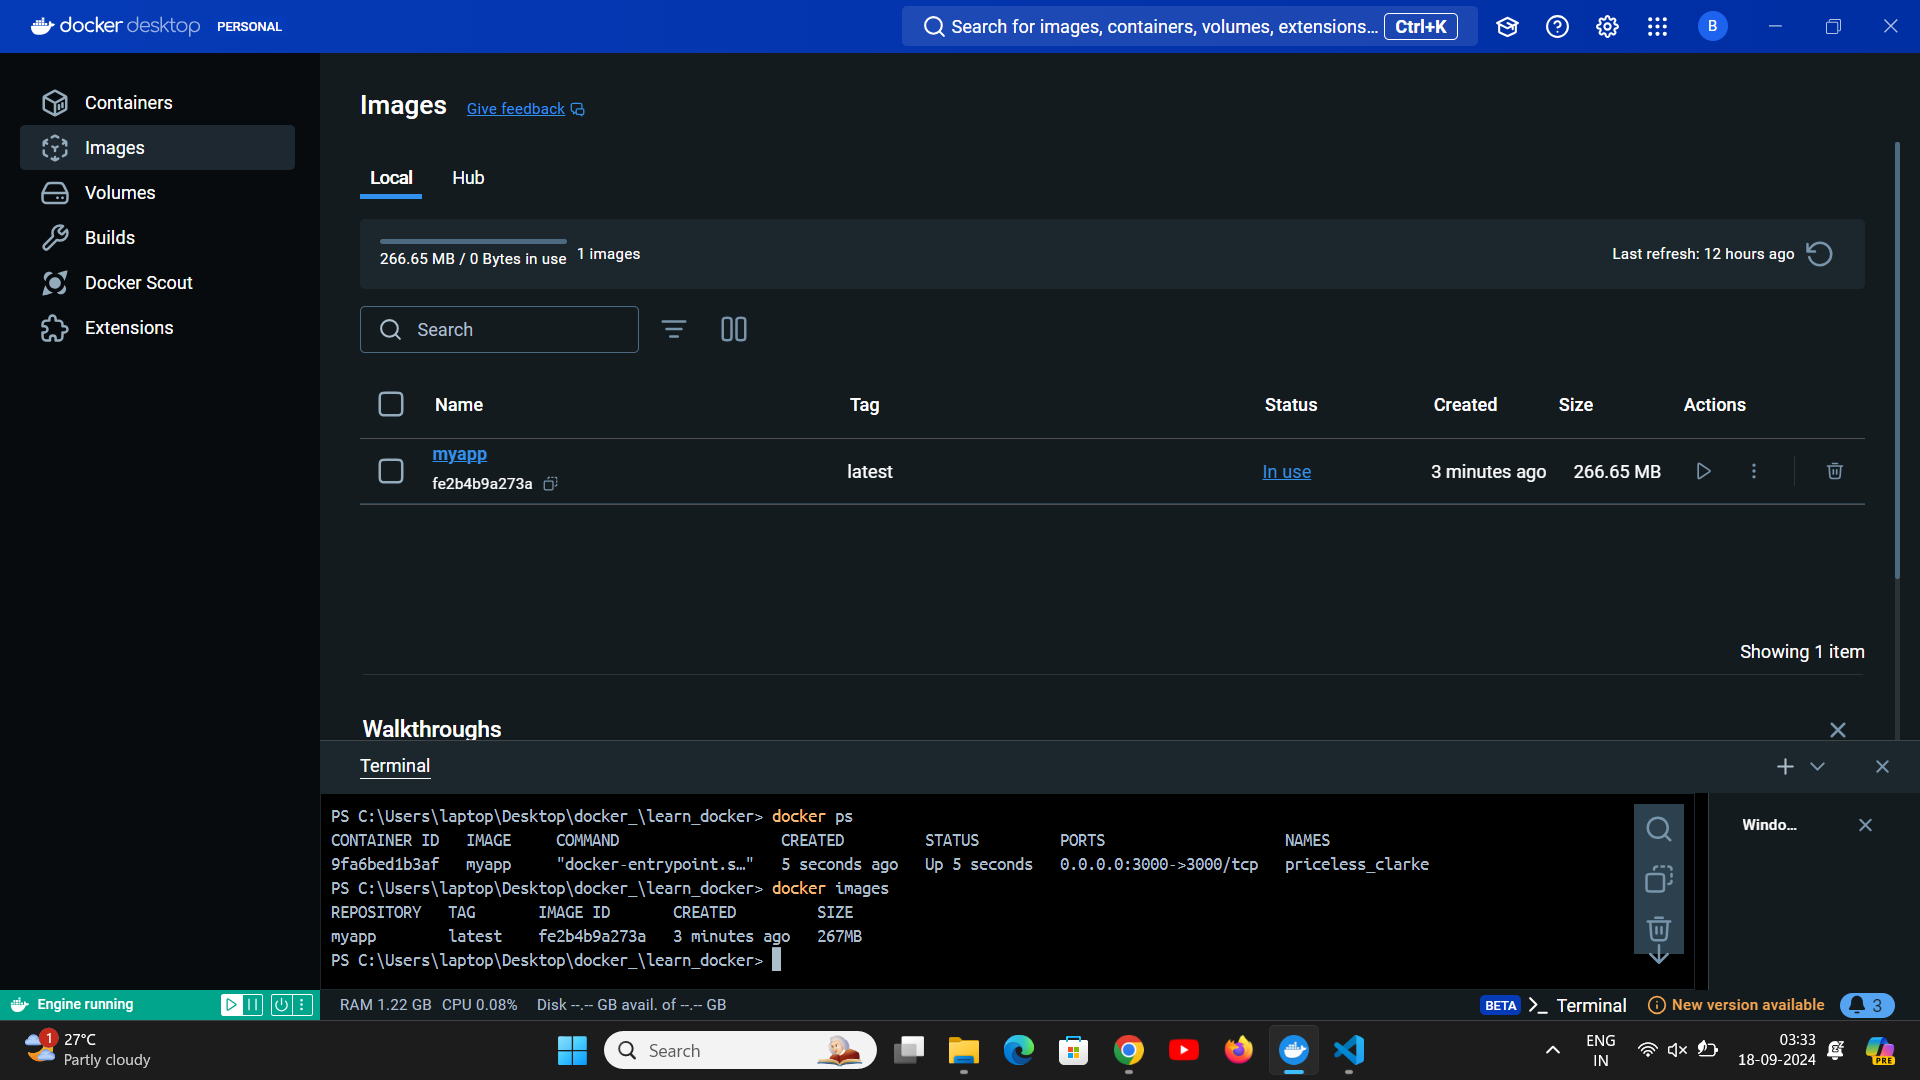 docker desktop PERSONAL
Search for images, containers, volumes, extensions... Ctrl+K
B
Containers
Images
Volumes
Builds
Docker Scout
Extensions
Images Give feedback
Local Hub
266.65 MB / 0 Bytes in use 1 images
Last refresh: 12 hours ago
Search
Name Tag Status Created Size Actions
myapp
fe2b4b9a273a
latest In use 3 minutes ago 266.65 MB
Showing 1 item
Walkthroughs
Terminal
PS C:\Users\laptop\Desktop\docker_\learn_docker> docker ps
CONTAINER ID IMAGE COMMAND CREATED STATUS PORTS NAMES
9fa6bed1b3af myapp "docker-entrypoint.s…" 5 seconds ago Up 5 seconds 0.0.0.0:3000->3000/tcp priceless_clarke
PS C:\Users\laptop\Desktop\docker_\learn_docker> docker images
REPOSITORY TAG IMAGE ID CREATED SIZE
myapp latest fe2b4b9a273a 3 minutes ago 267MB
PS C:\Users\laptop\Desktop\docker_\learn_docker>
Windo...
Engine running
RAM 1.22 GB CPU 0.08% Disk --.-- GB avail. of --.-- GB
BETA Terminal New version available 3
1
27°C
Partly cloudy
Search
ENG
IN
03:33
18-09-2024
PRE